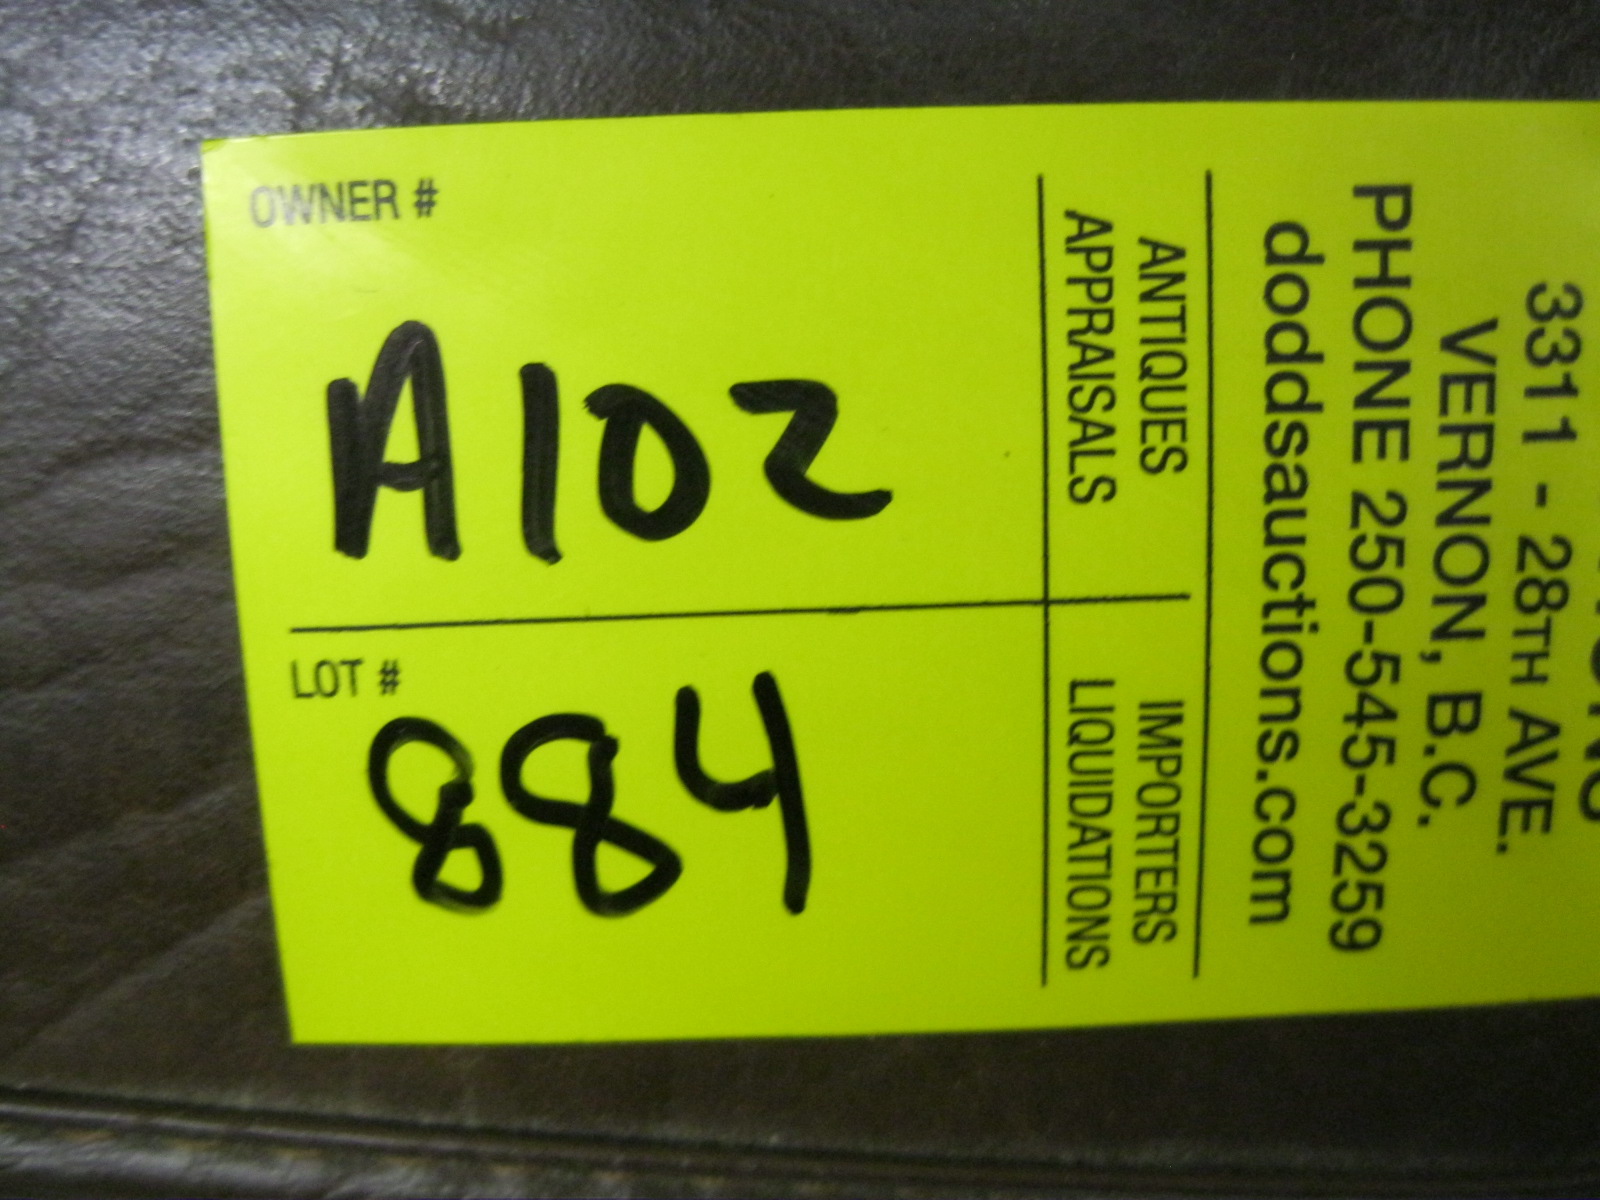 3311 - 28TH AVE.
VERNON, B.C.
PHONE 250-545-3259
doddsauctions.com
ANTIQUES
APPRAISALS
IMPORTERS
LIQUIDATIONS
OWNER #
A102
LOT #
884